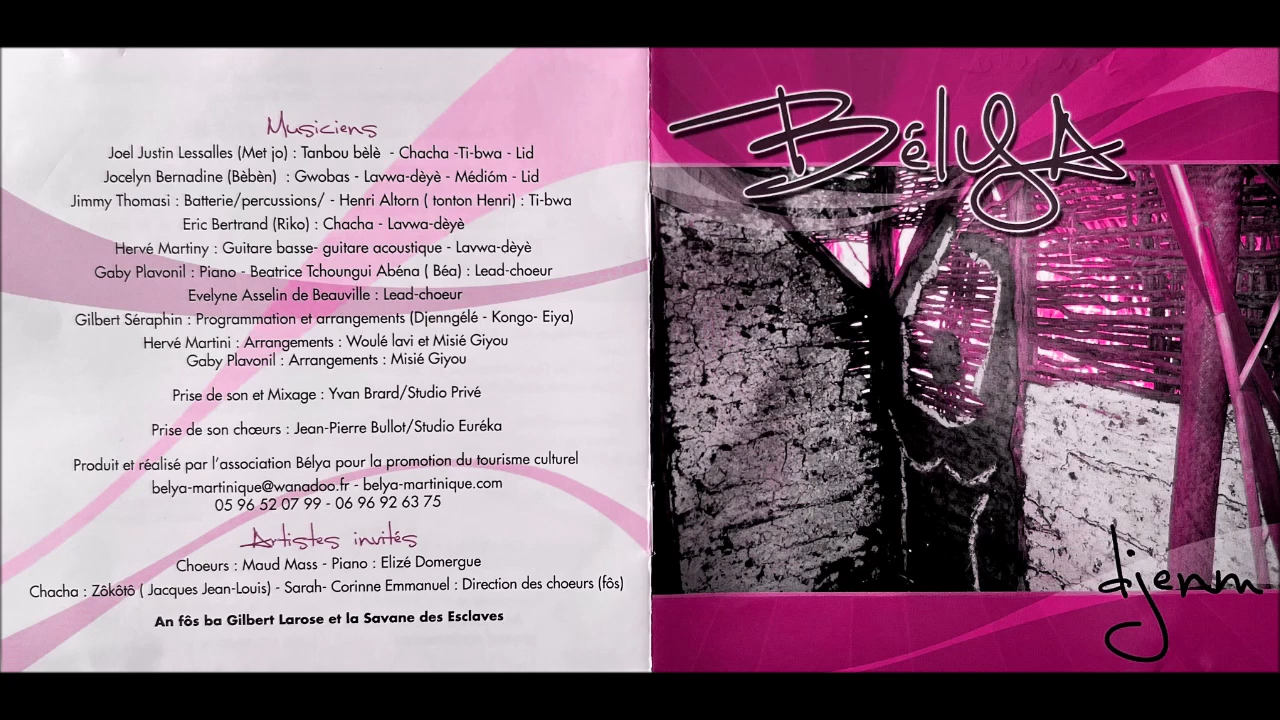 Musiciens
Joel Justin Lessalles (Met jo) : Tanbou bèlè - Chacha -Ti-bwa - Lid
Jocelyn Bernadine (Bèbèn) : Gwobas - Lavwa-dèyè - Médióm - Lid
Jimmy Thomasi : Batterie/percussions/ - Henri Altorn ( tonton Henri) : Ti-bwa
Eric Bertrand (Riko) : Chacha - Lavwa-dèyè
Hervé Martiny : Guitare basse- guitare acoustique - Lavwa-dèyè
Gaby Plavonil : Piano - Beatrice Tchoungui Abéna ( Béa) : Lead-choeur
Evelyne Asselin de Beauville : Lead-choeur
Gilbert Séraphin : Programmation et arrangements (Djenngélé - Kongo- Eiya)
Hervé Martini : Arrangements : Woulé lavi et Misié Giyou
Gaby Plavonil : Arrangements : Misié Giyou
Prise de son et Mixage : Yvan Brard/Studio Privé
Prise de son chœurs : Jean-Pierre Bullot/Studio Euréka
Produit et réalisé par l'association Bélya pour la promotion du tourisme culturel
belya-martinique@wanadoo.fr - belya-martinique.com
05 96 52 07 99 - 06 96 92 63 75
Artistes invités
Choeurs : Maud Mass - Piano : Elizé Domergue
Chacha : Zôkôtô ( Jacques Jean-Louis) - Sarah- Corinne Emmanuel : Direction des choeurs (fôs)
An fôs ba Gilbert Larose et la Savane des Esclaves
Bélya
djenm